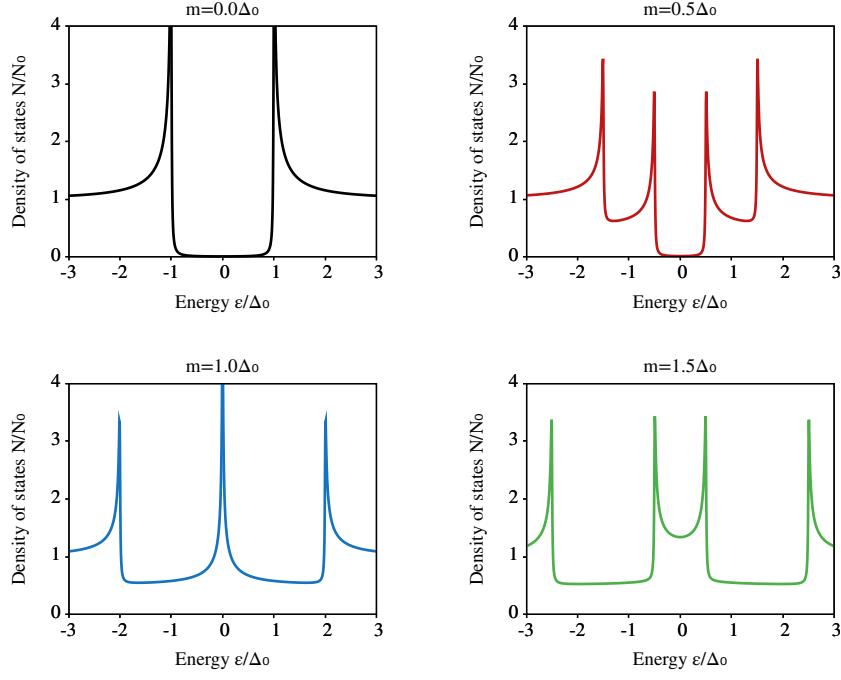 m=0.0Δ₀
Density of states N/N₀
4
3
2
1
0
-3 -2 -1 0 1 2 3
Energy ε/Δ₀
m=0.5Δ₀
Density of states N/N₀
4
3
2
1
0
-3 -2 -1 0 1 2 3
Energy ε/Δ₀
m=1.0Δ₀
Density of states N/N₀
4
3
2
1
0
-3 -2 -1 0 1 2 3
Energy ε/Δ₀
m=1.5Δ₀
Density of states N/N₀
4
3
2
1
0
-3 -2 -1 0 1 2 3
Energy ε/Δ₀